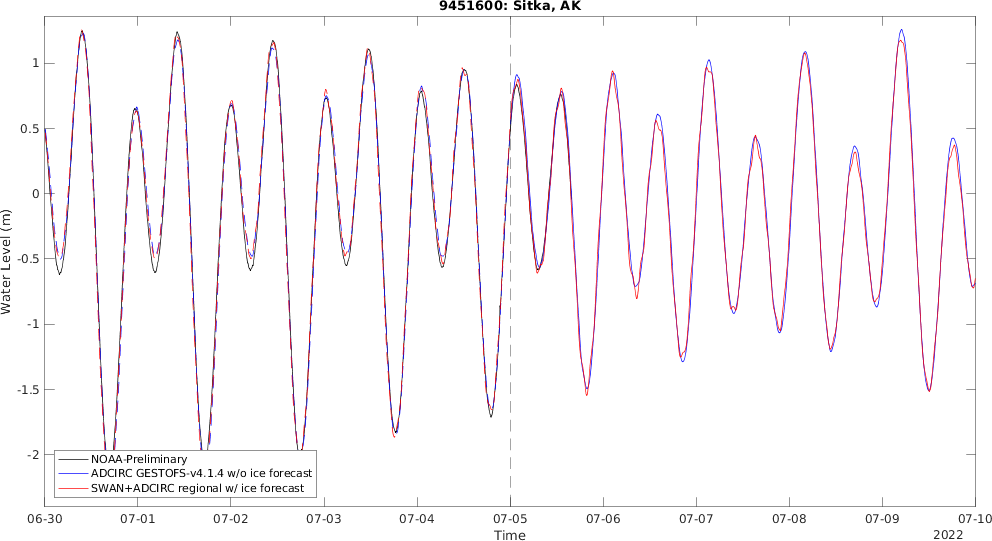 9451600: Sitka, AK
Water Level (m)
1
0.5
0
-0.5
-1
-1.5
-2
NOAA-Preliminary
ADCIRC GESTOFS-v4.1.4 w/o ice forecast
SWAN+ADCIRC regional w/ ice forecast
06-30 07-01 07-02 07-03 07-04 07-05 07-06 07-07 07-08 07-09 07-10
Time
2022